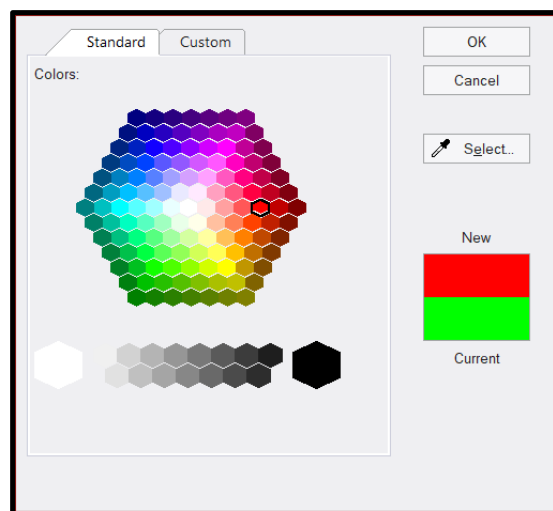 Standard
Custom
OK
Colors:
Cancel
Select...
New
Current